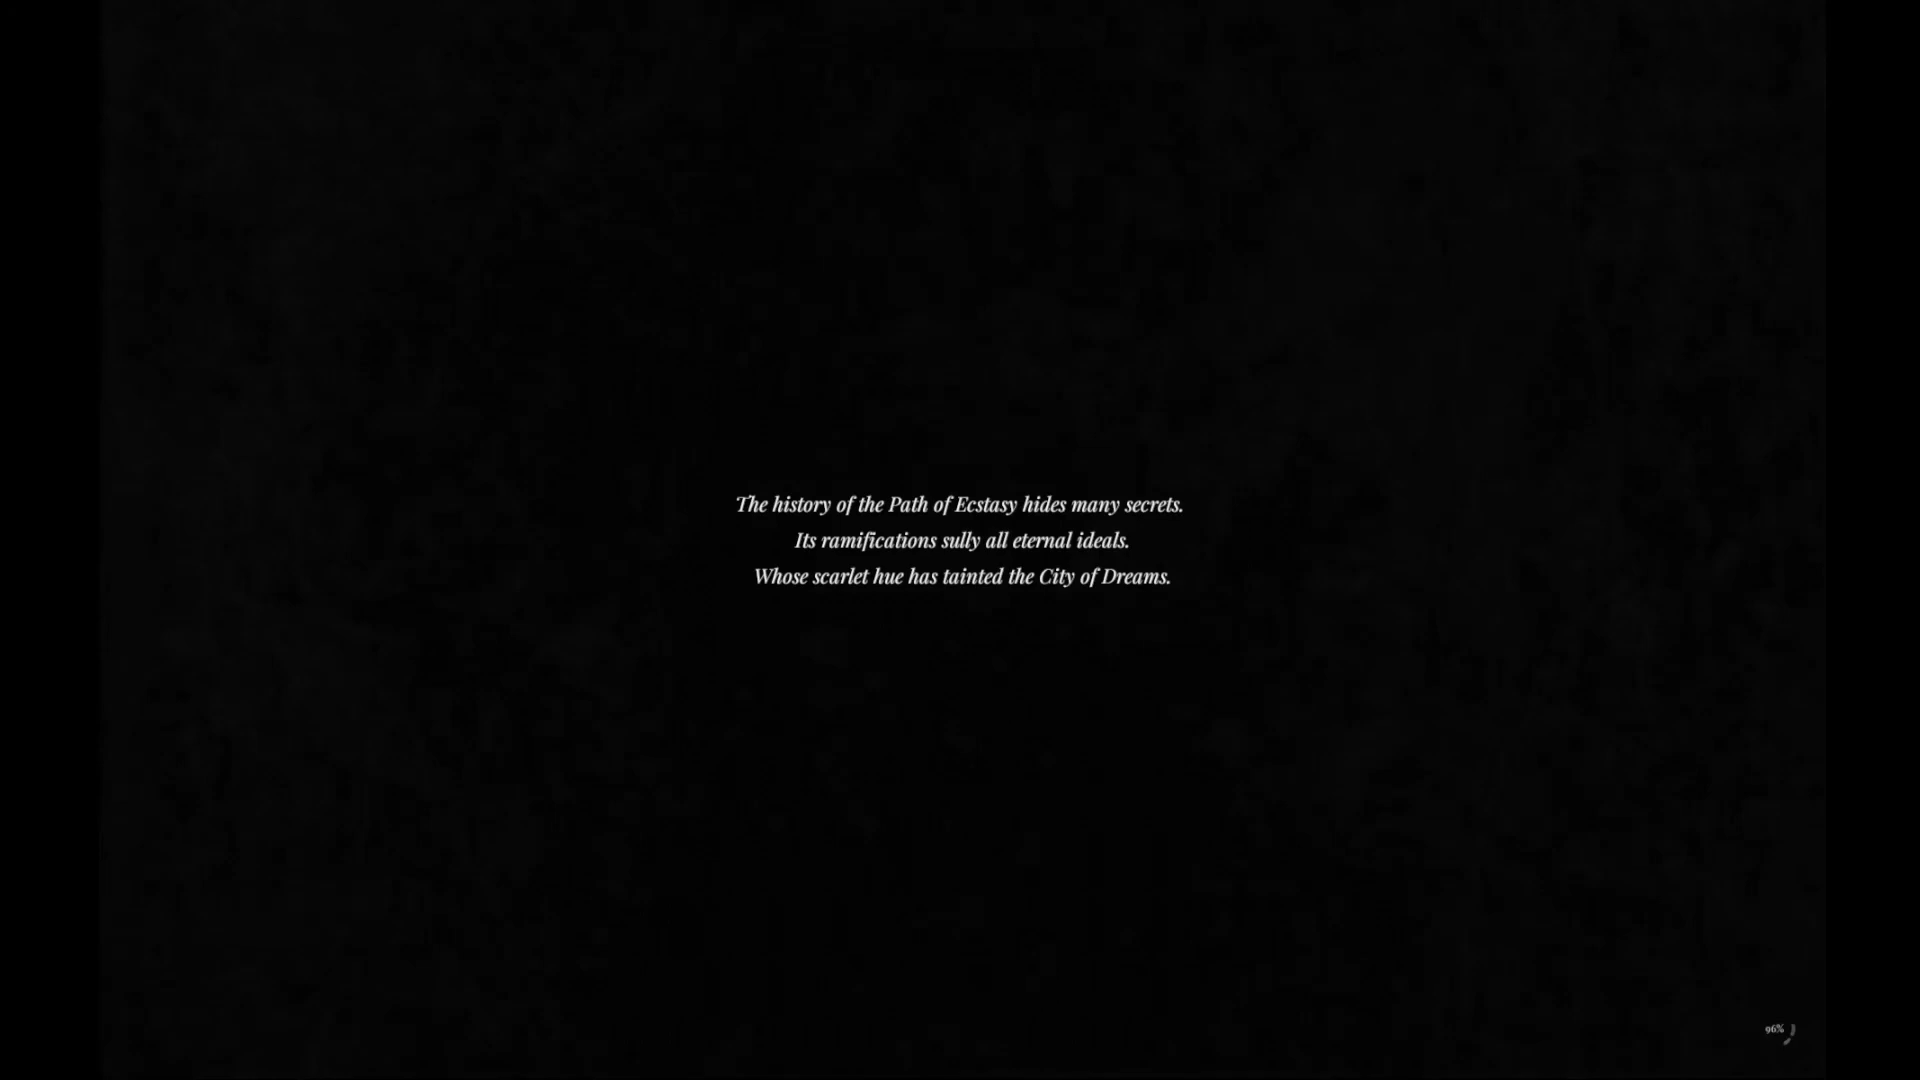 The history of the Path of Ecstasy hides many secrets.
Its ramifications sully all eternal ideals.
Whose scarlet hue has tainted the City of Dreams.
96%